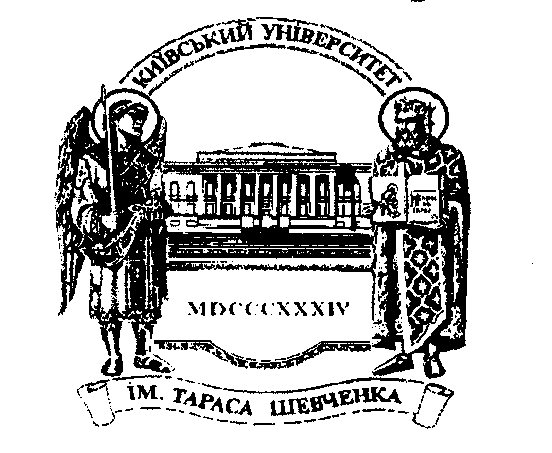 КИЇВСЬКИЙ УНІВЕРСИТЕТ
MDCCCXXXIV
ІМ. ТАРАСА ШЕВЧЕНКА